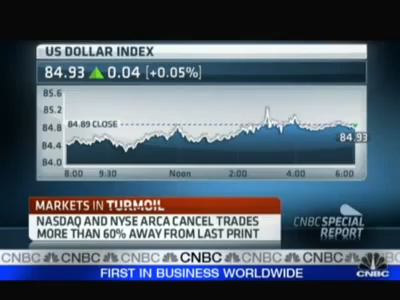 US DOLLAR INDEX
84.93 0.04 [+0.05%]
85.6
85.2
84.8
84.4
84.0
84.89 CLOSE
84.93
8:00 9:30 Noon 2:00 4:00 6:00
MARKETS IN TURMOIL
NASDAQ AND NYSE ARCA CANCEL TRADES
MORE THAN 60% AWAY FROM LAST PRINT
CNBC SPECIAL
REPORT
CNBC CNBC CNBC CNBC CNBC CNBC CNBC
FIRST IN BUSINESS WORLDWIDE
CNBC